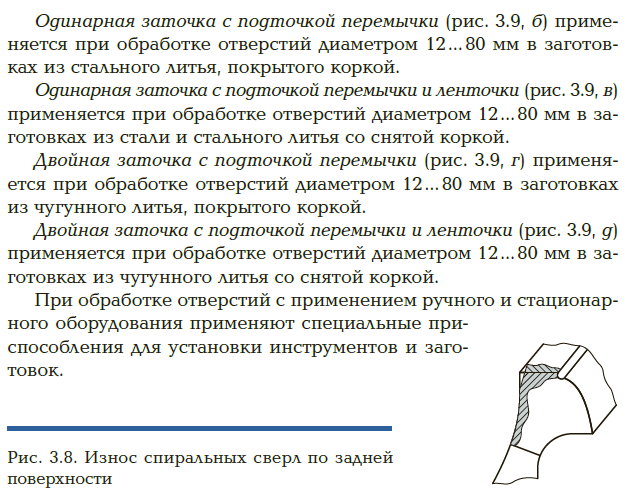 Одинарная заточка с подточкой перемычки (рис. 3.9, б) приме-
няется при обработке отверстий диаметром 12...80 мм в заготов-
ках из стального литья, покрытого коркой.
Одинарная заточка с подточкой перемычки и ленточки (рис. 3.9, в)
применяется при обработке отверстий диаметром 12...80 мм в за-
готовках из стали и стального литья со снятой коркой.
Двойная заточка с подточкой перемычки (рис. 3.9, г) применя-
ется при обработке отверстий диаметром 12...80 мм в заготовках
из чугунного литья, покрытого коркой.
Двойная заточка с подточкой перемычки и ленточки (рис. 3.9, д)
применяется при обработке отверстий диаметром 12...80 мм в за-
готовках из чугунного литья со снятой коркой.
При обработке отверстий с применением ручного и стационар-
ного оборудования применяют специальные при-
способления для установки инструментов и заго-
товок.
Рис. 3.8. Износ спиральных сверл по задней
поверхности